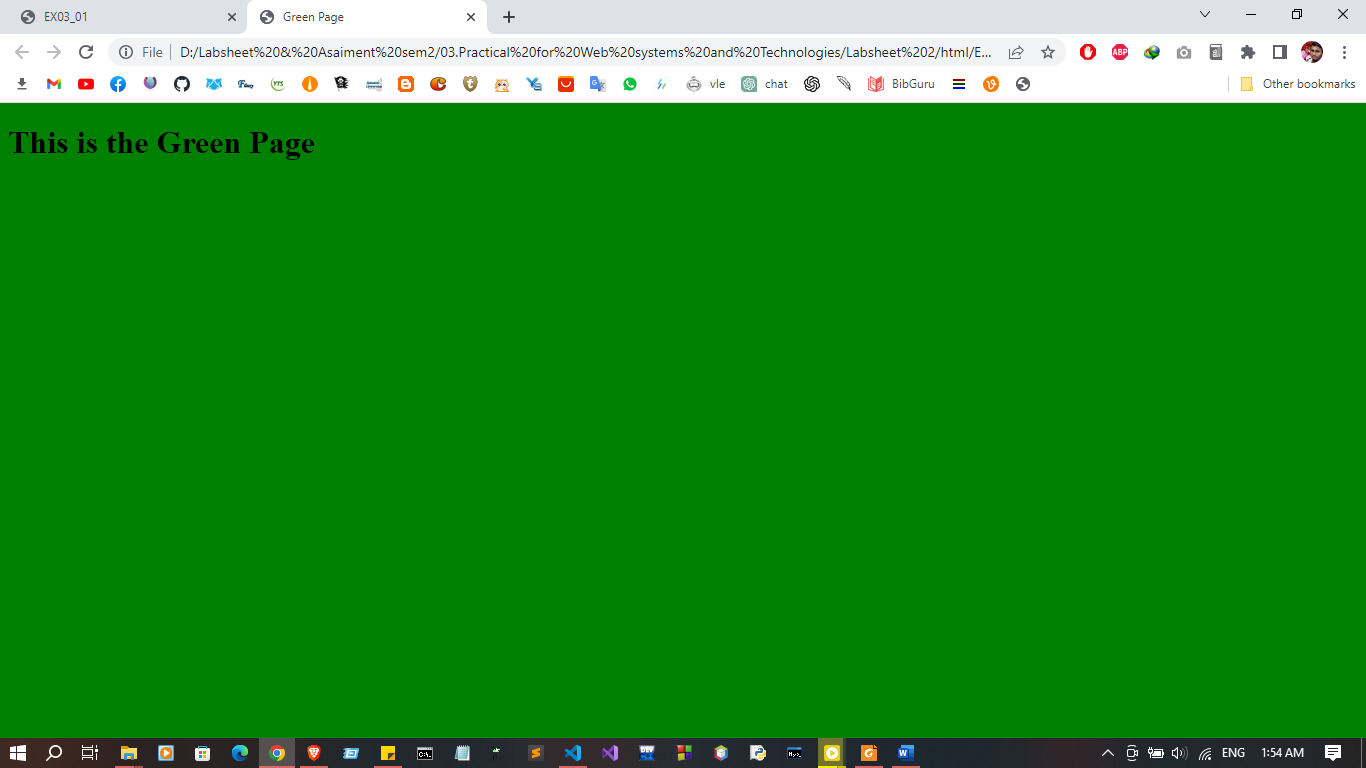 EX03_01
Green Page
File
D:/Labsheet%20&%20Asaiment%20sem2/03.Practical%20for%20Web%20systems%20and%20Technologies/Labsheet%202/html/E...
ABP
vle
chat
BibGuru
Other bookmarks
This is the Green Page
ENG
1:54 AM